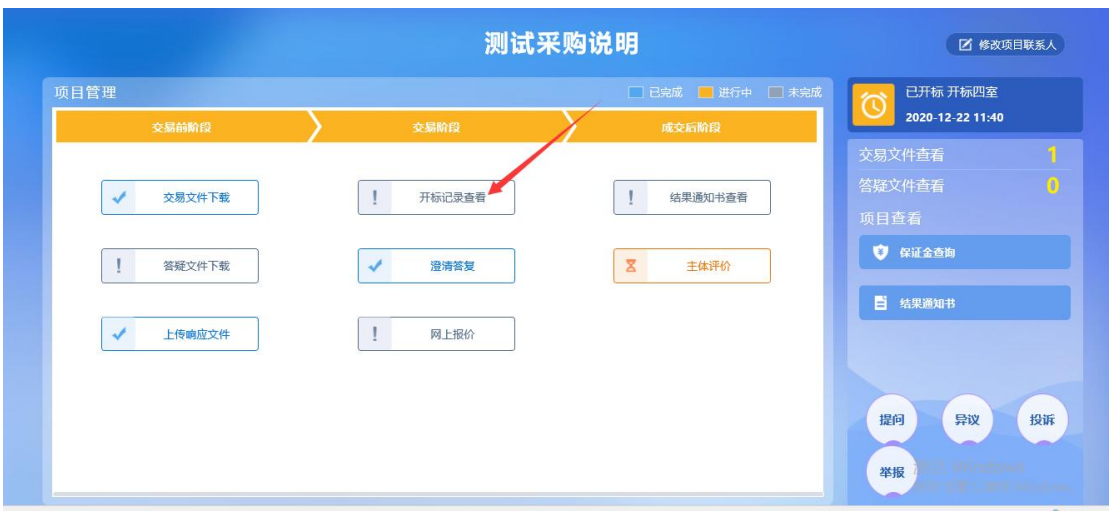 测试采购说明
修改项目联系人
项目管理
已完成 进行中 未完成
交易前阶段 交易阶段 成交后阶段
交易文件下载 开标记录查看 结果通知书查看
答疑文件下载 澄清答复 主体评价
上传响应文件 网上报价
已开标 开标四室
2020-12-22 11:40
交易文件查看 1
答疑文件查看 0
项目查看
保证金查询
结果通知书
提问 异议 投诉
举报